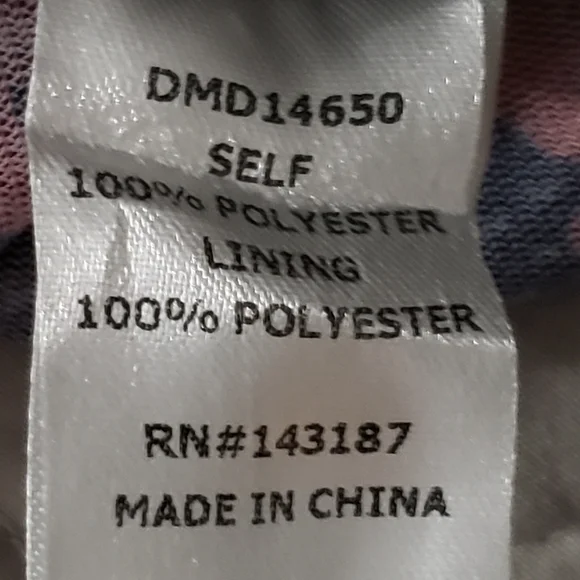 DMD14650
SELF
100% POLYESTER
LINING
100% POLYESTER
RN#143187
MADE IN CHINA